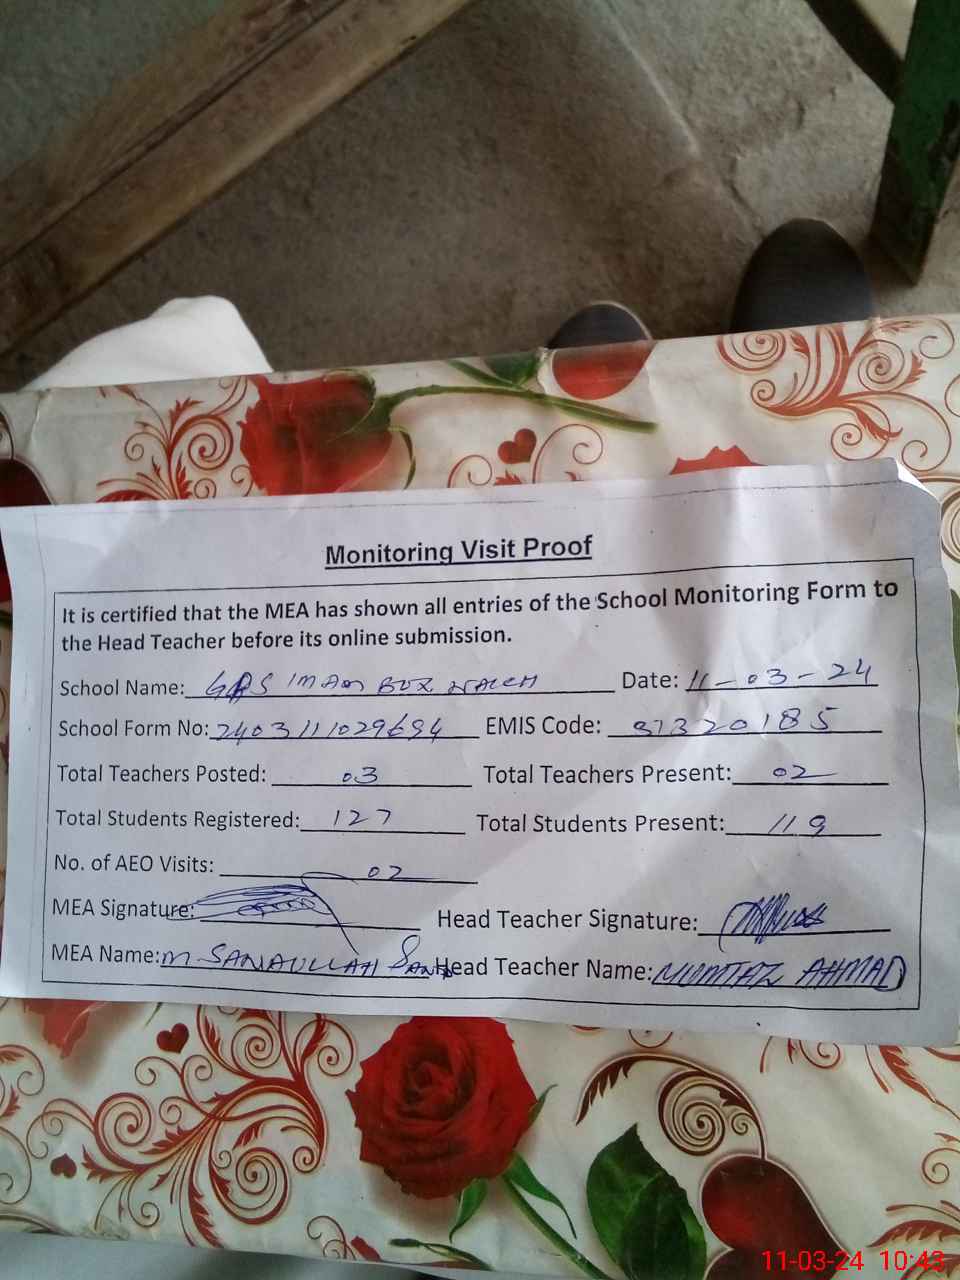 Monitoring Visit Proof
It is certified that the MEA has shown all entries of the School Monitoring Form to
the Head Teacher before its online submission.
School Name: GPS IMAM BUX Date: 11-03-24
School Form No: 2403111029694 EMIS Code: 31320185
Total Teachers Posted: 03 Total Teachers Present: 02
Total Students Registered: 127 Total Students Present: 119
No. of AEO Visits: 02
MEA Signature: Head Teacher Signature:
MEA Name: M SANAULLAH Head Teacher Name: MUMTAZ AHMAD
11-03-24 10:43